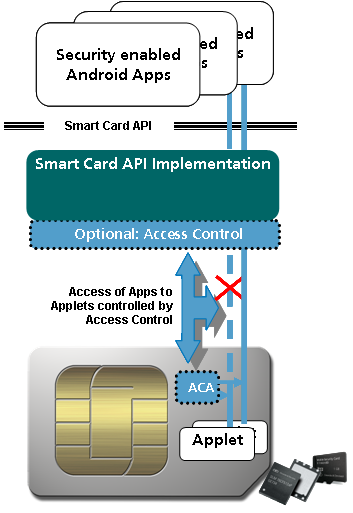 Security enabled
Android Apps
ed
s
ed
s
Smart Card API
Smart Card API Implementation
Optional: Access Control
Access of Apps to
Applets controlled by
Access Control
ACA
Applet